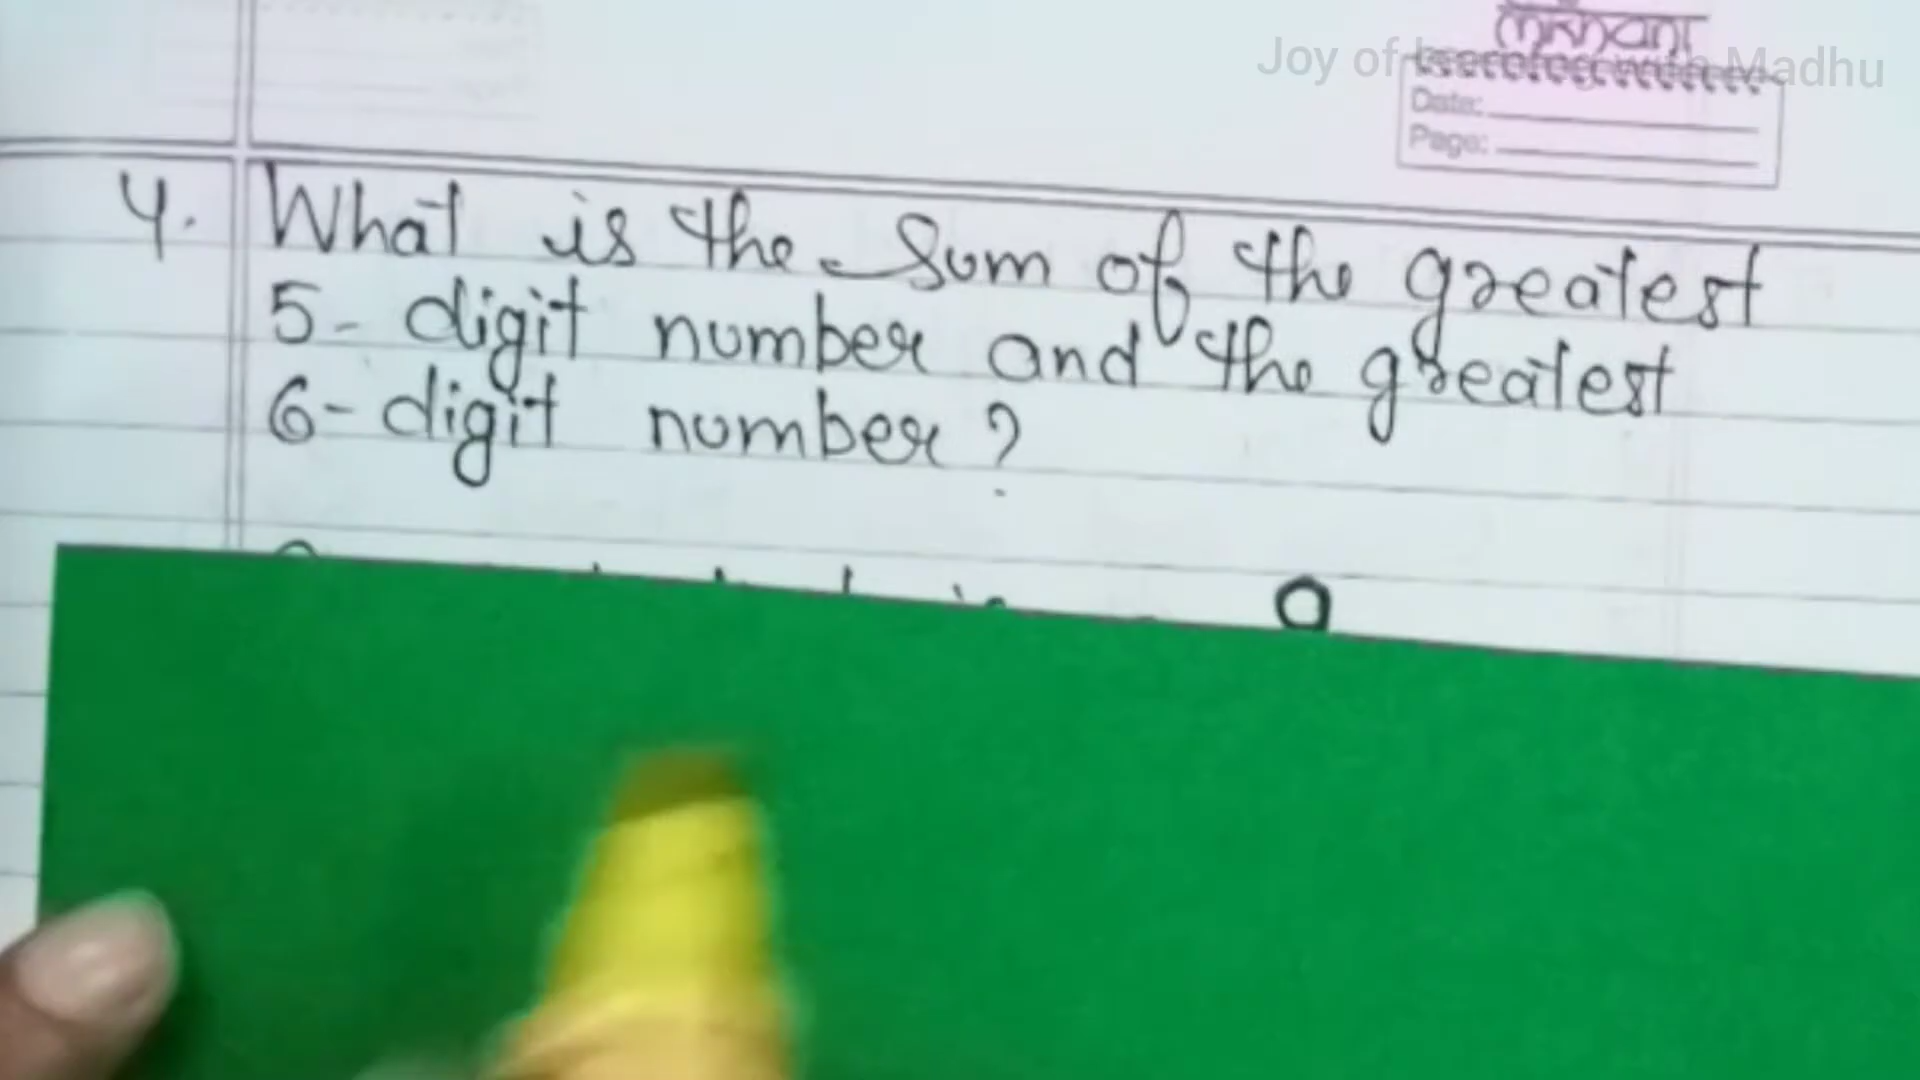 Joy of with Madhu
Date:
Page:
4. What is the sum of the greatest
5- digit number and the greatest
6- digit number ?